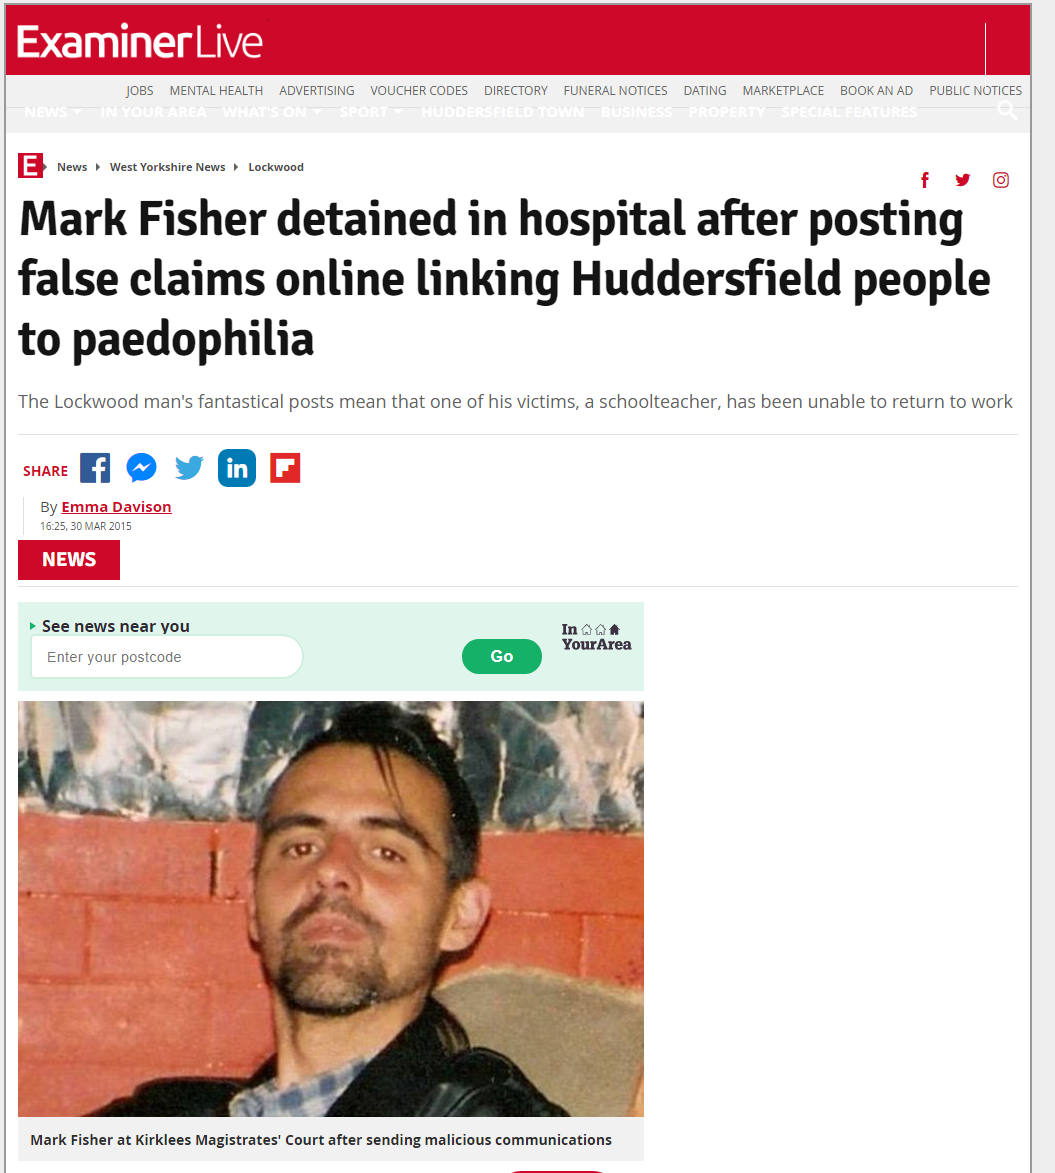 ExaminerLive
JOBS MENTAL HEALTH ADVERTISING VOUCHER CODES DIRECTORY FUNERAL NOTICES DATING MARKETPLACE BOOK AN AD PUBLIC NOTICES
NEWS IN YOUR AREA WHAT'S ON SPORT HUDDERSFIELD TOWN BUSINESS PROPERTY SPECIAL FEATURES
E News West Yorkshire News Lockwood
Mark Fisher detained in hospital after posting
false claims online linking Huddersfield people
to paedophilia
The Lockwood man's fantastical posts mean that one of his victims, a schoolteacher, has been unable to return to work
SHARE
By Emma Davison
16:25, 30 MAR 2015
NEWS
See news near you
In
YourArea
Enter your postcode
Go
Mark Fisher at Kirklees Magistrates' Court after sending malicious communications